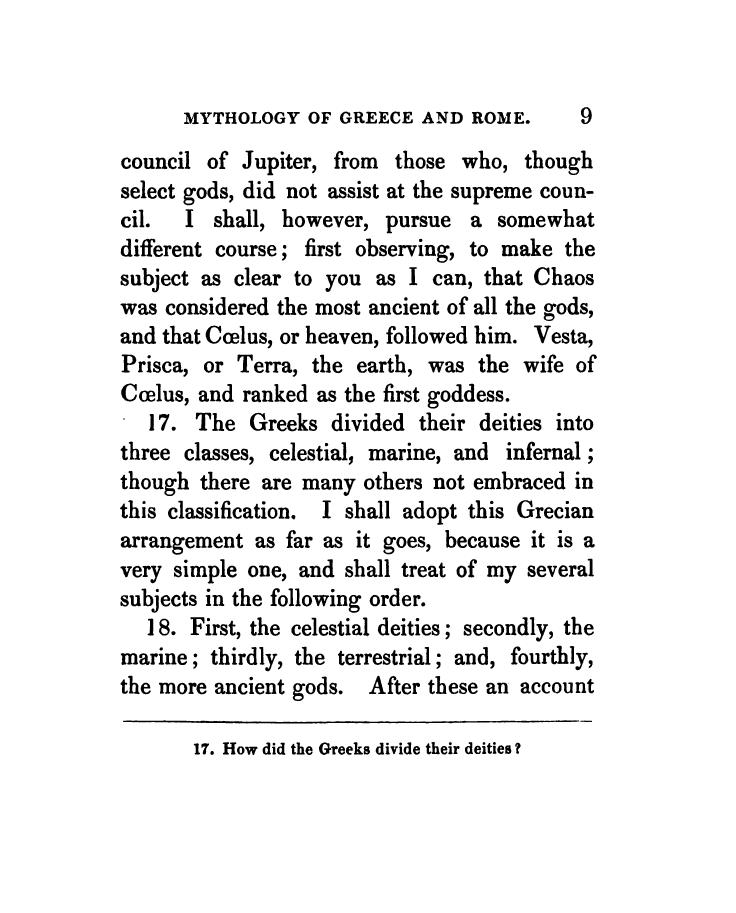 MYTHOLOGY OF GREECE AND ROME. 9
council of Jupiter, from those who, though
select gods, did not assist at the supreme coun-
cil. I shall, however, pursue a somewhat
different course; first observing, to make the
subject as clear to you as I can, that Chaos
was considered the most ancient of all the gods,
and that Cœlus, or heaven, followed him. Vesta,
Prisca, or Terra, the earth, was the wife of
Cœlus, and ranked as the first goddess.
17. The Greeks divided their deities into
three classes, celestial, marine, and infernal;
though there are many others not embraced in
this classification. I shall adopt this Grecian
arrangement as far as it goes, because it is a
very simple one, and shall treat of my several
subjects in the following order.
18. First, the celestial deities; secondly, the
marine; thirdly, the terrestrial; and, fourthly,
the more ancient gods. After these an account
17. How did the Greeks divide their deities?